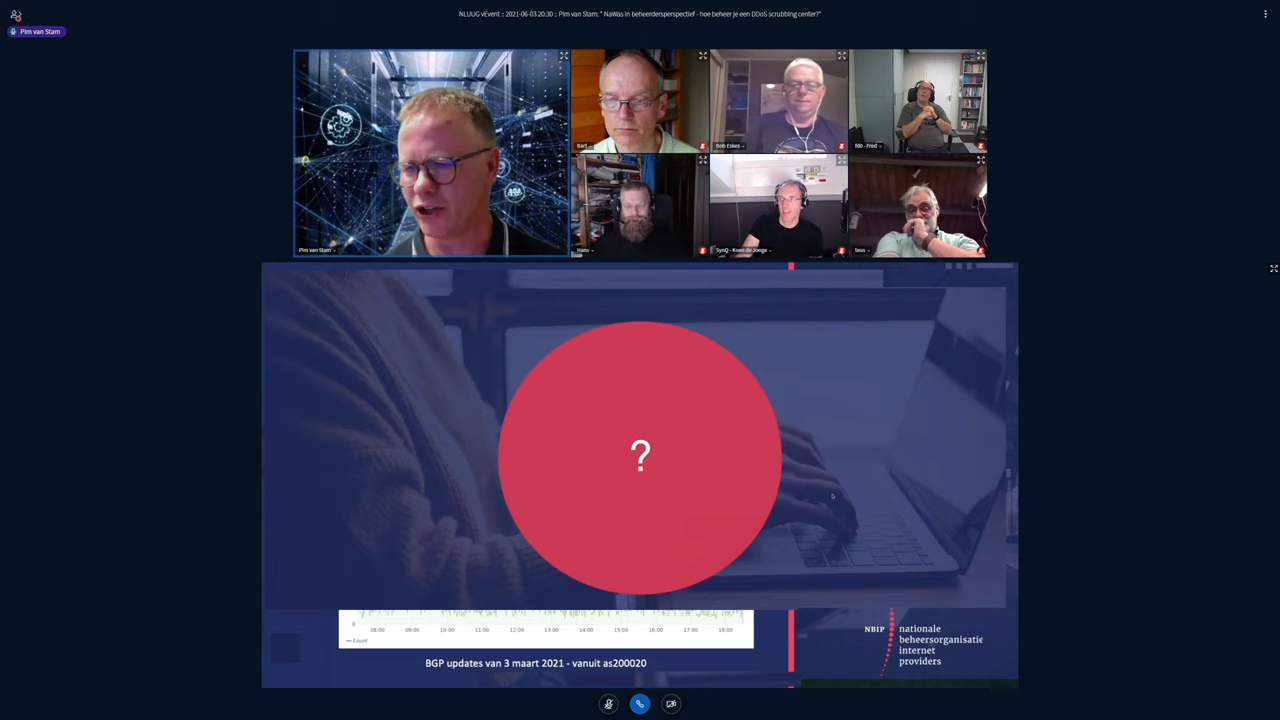 NLUUG vEvent :: 2021-06-03 20:30 :: Pim van Stam: " NaWas in beheerdersperspectief - hoe beheer je een DDoS scrubbing center?"
Pim van Stam
Bart
Bob Eskes
fd0 - Fred
Pim van Stam
Hans
SynQ - Koen de Jonge
teus
?
0
08:00 09:00 10:00 11:00 12:00 13:00 14:00 15:00 16:00 17:00 18:00
Count
BGP updates van 3 maart 2021 - vanuit as200020
NBIP nationale
beheersorganisatie
internet
providers